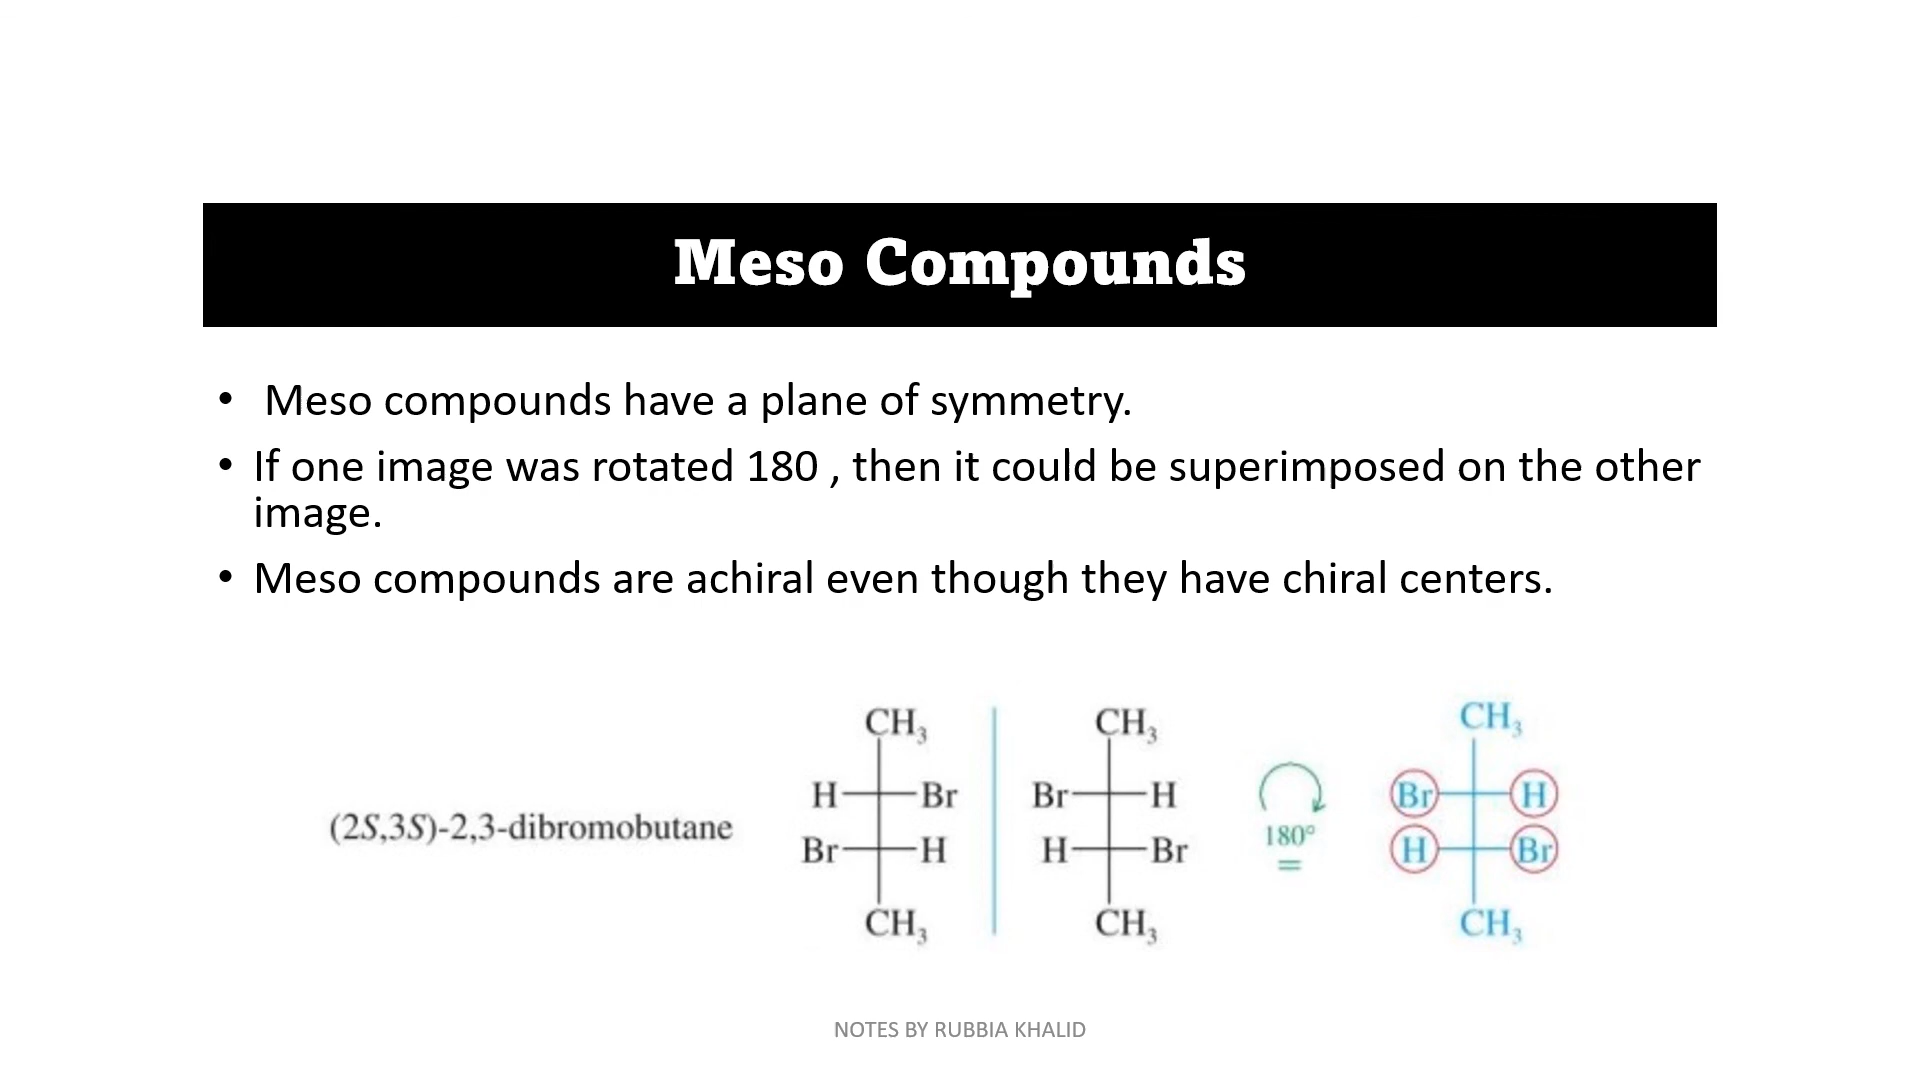 Meso Compounds
• Meso compounds have a plane of symmetry.
• If one image was rotated 180 , then it could be superimposed on the other
image.
• Meso compounds are achiral even though they have chiral centers.
CH₃ CH₃ CH₃
H Br Br H Br H
(2S,3S)-2,3-dibromobutane 180°
=
Br H H Br H Br
CH₃ CH₃ CH₃
NOTES BY RUBBIA KHALID